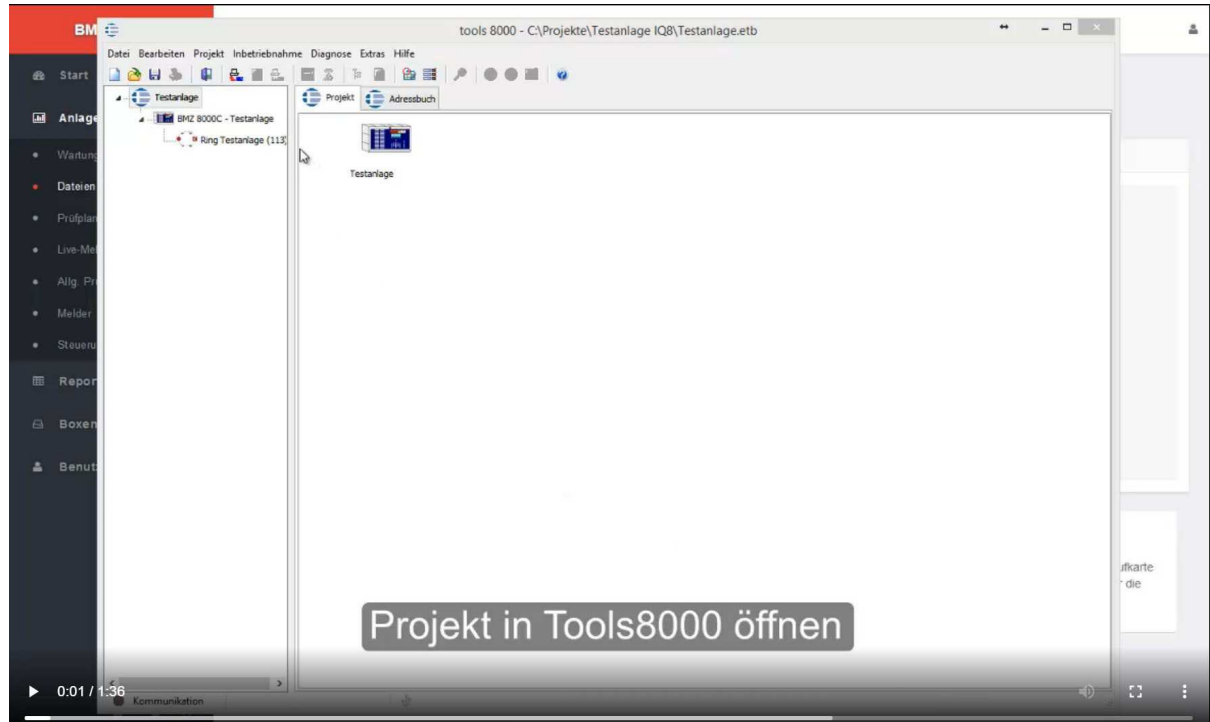 BM
tools 8000 - C:\Projekte\Testanlage IQ8\Testanlage.etb
Datei Bearbeiten Projekt Inbetriebnahme Diagnose Extras Hilfe
Start
Anlage
Wartung
Dateien
Prüfplan
Live-Mel
Allg. Pr
Melder
Steueru
Repor
Boxen
Benut
Testanlage
BMZ 8000C - Testanlage
Ring Testanlage (113)
Projekt
Adressbuch
Testanlage
ufkarte
die
Projekt in Tools8000 öffnen
0:01 / 1:36
Kommunikation